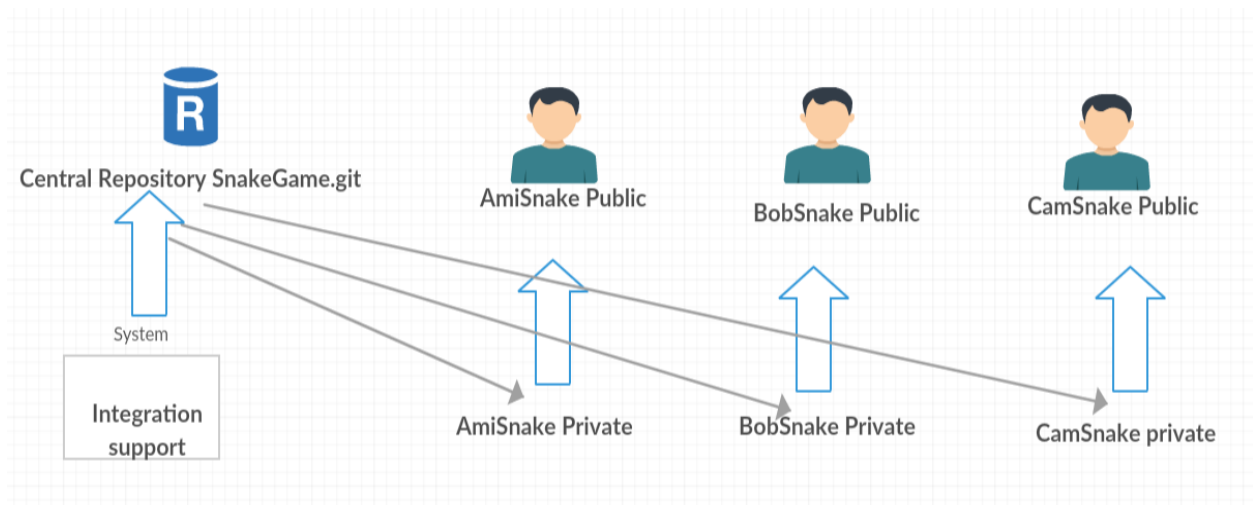 R
Central Repository SnakeGame.git
AmiSnake Public
BobSnake Public
CamSnake Public
System
Integration
support
AmiSnake Private
BobSnake Private
CamSnake private